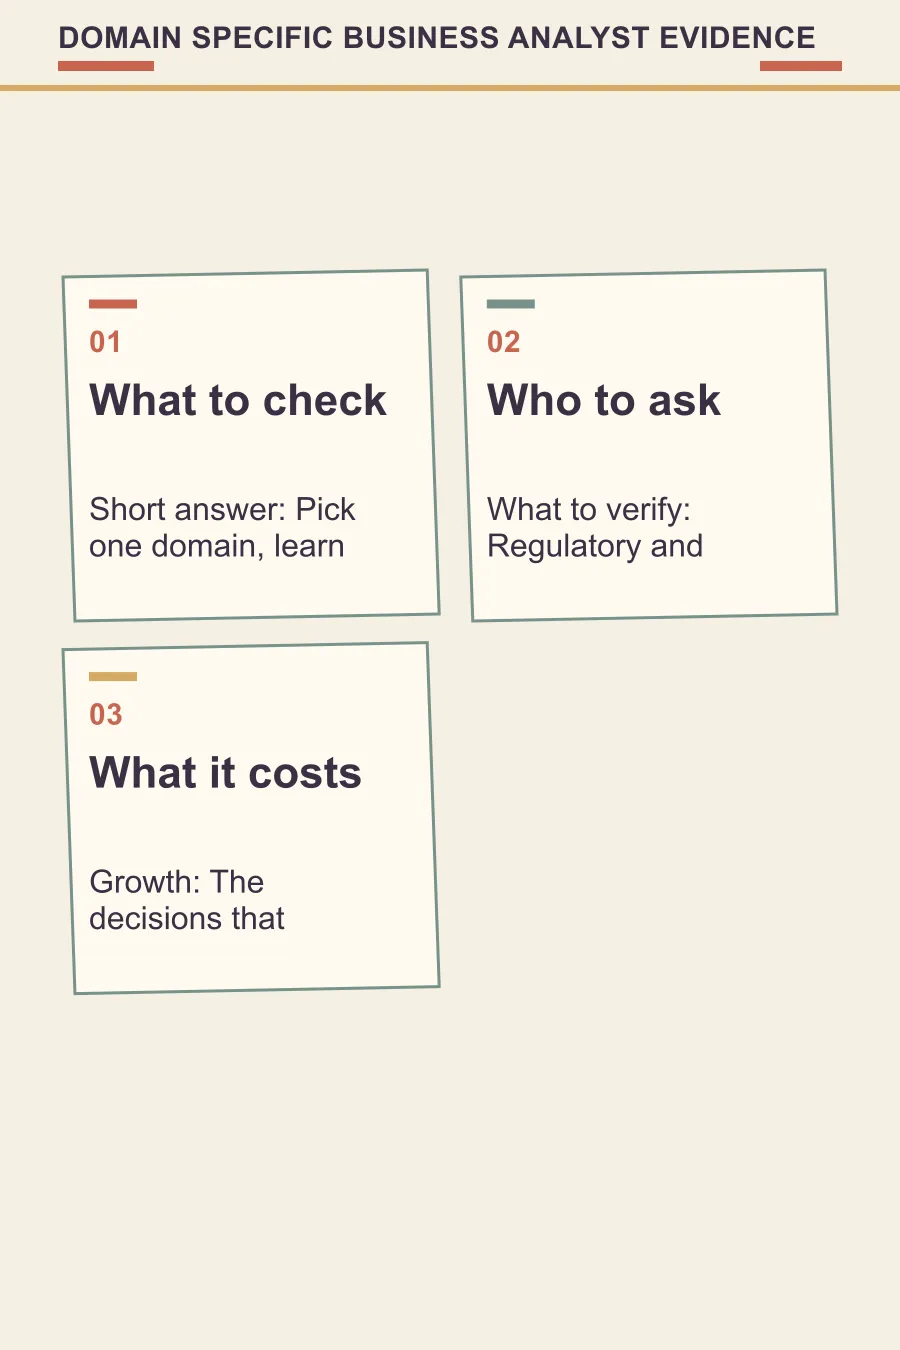 DOMAIN SPECIFIC BUSINESS ANALYST EVIDENCE
01
What to check
Short answer: Pick
one domain, learn
02
Who to ask
What to verify:
Regulatory and
03
What it costs
Growth: The
decisions that